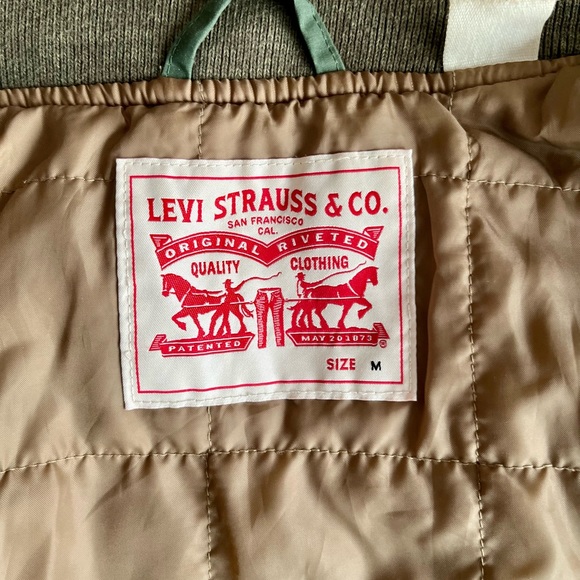 LEVI STRAUSS & CO.
SAN FRANCISCO
CAL.
ORIGINAL RIVETED
QUALITY CLOTHING
PATENTED MAY 20 1873 ®
SIZE M